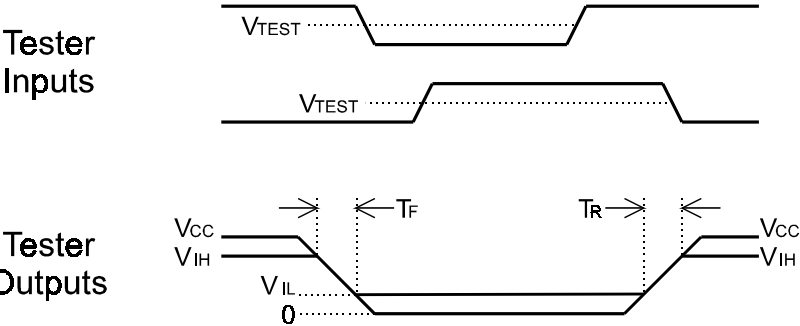 VTEST
Tester
Inputs
VTEST
TF
TR
VCC
VCC
VIH
VIH
Tester
Outputs
VIL
0